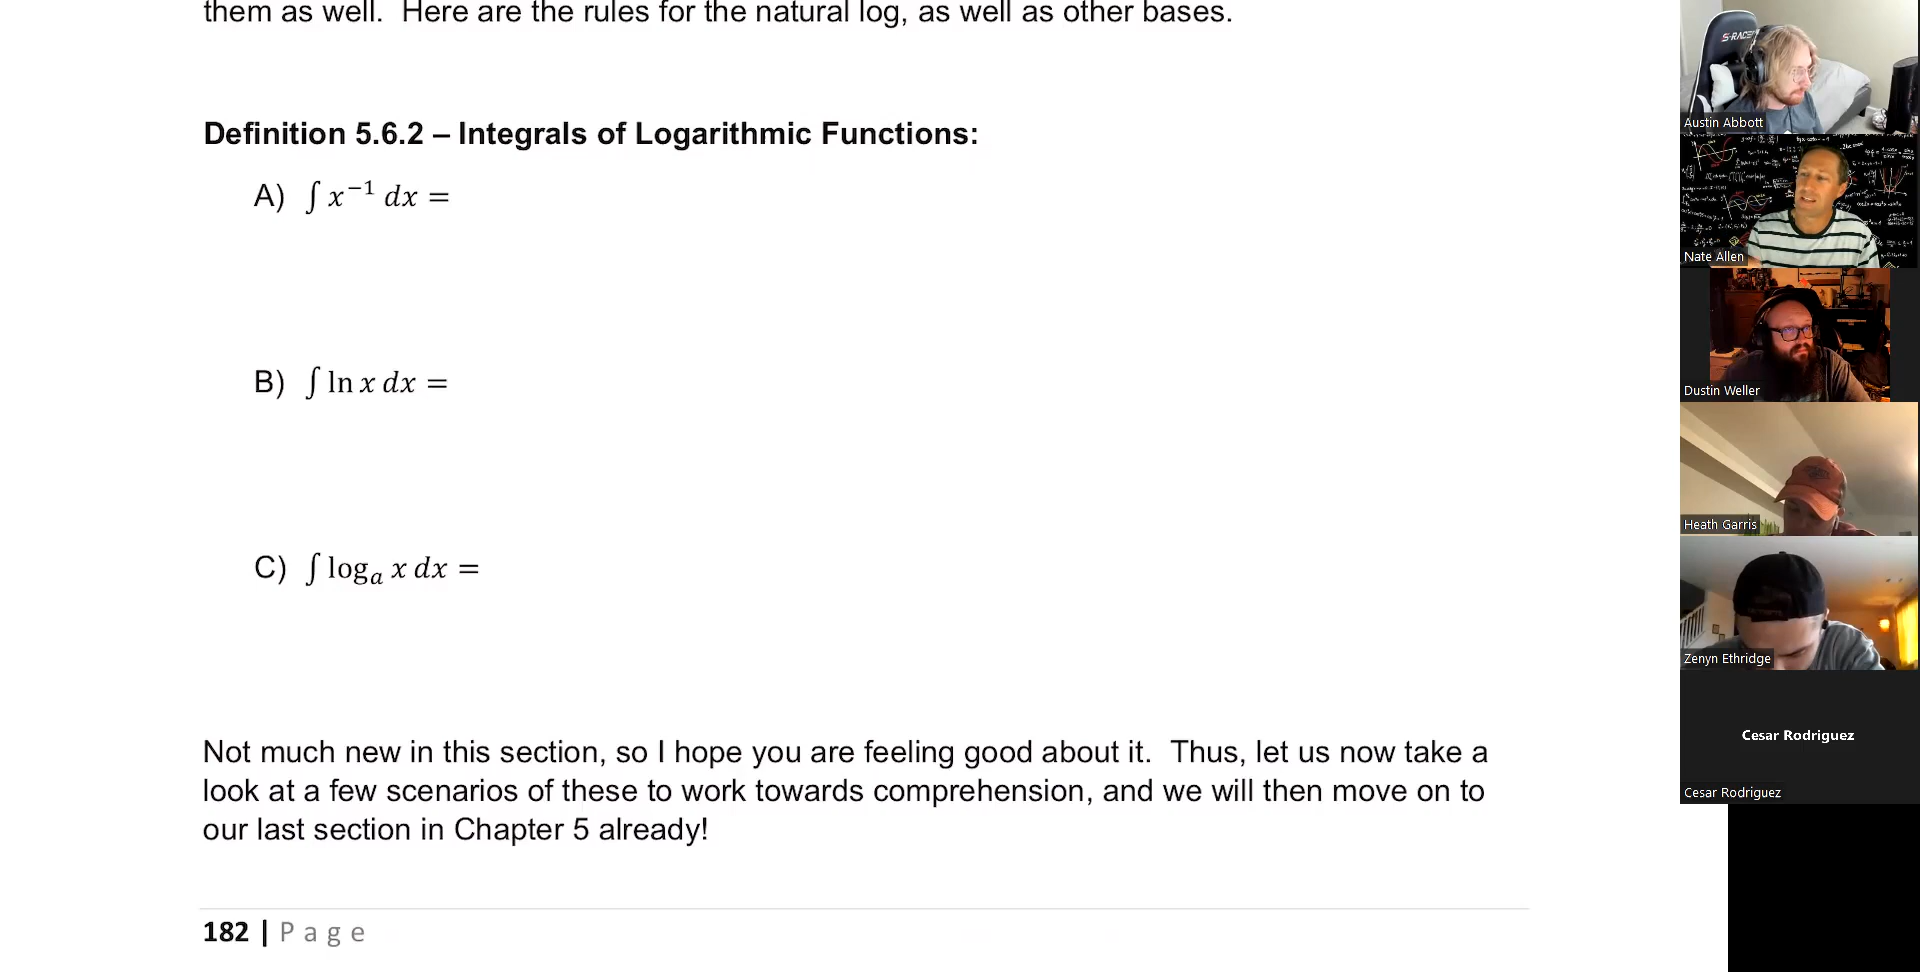 them as well.  Here are the rules for the natural log, as well as other bases.
Definition 5.6.2 – Integrals of Logarithmic Functions:
A) ∫ x⁻¹ dx =
B) ∫ ln x dx =
C) ∫ logₐ x dx =
Not much new in this section, so I hope you are feeling good about it.  Thus, let us now take a
look at a few scenarios of these to work towards comprehension, and we will then move on to
our last section in Chapter 5 already!
182 | Page
Austin Abbott
Nate Allen
Dustin Weller
Heath Garris
Zenyn Ethridge
Cesar Rodriguez
Cesar Rodriguez